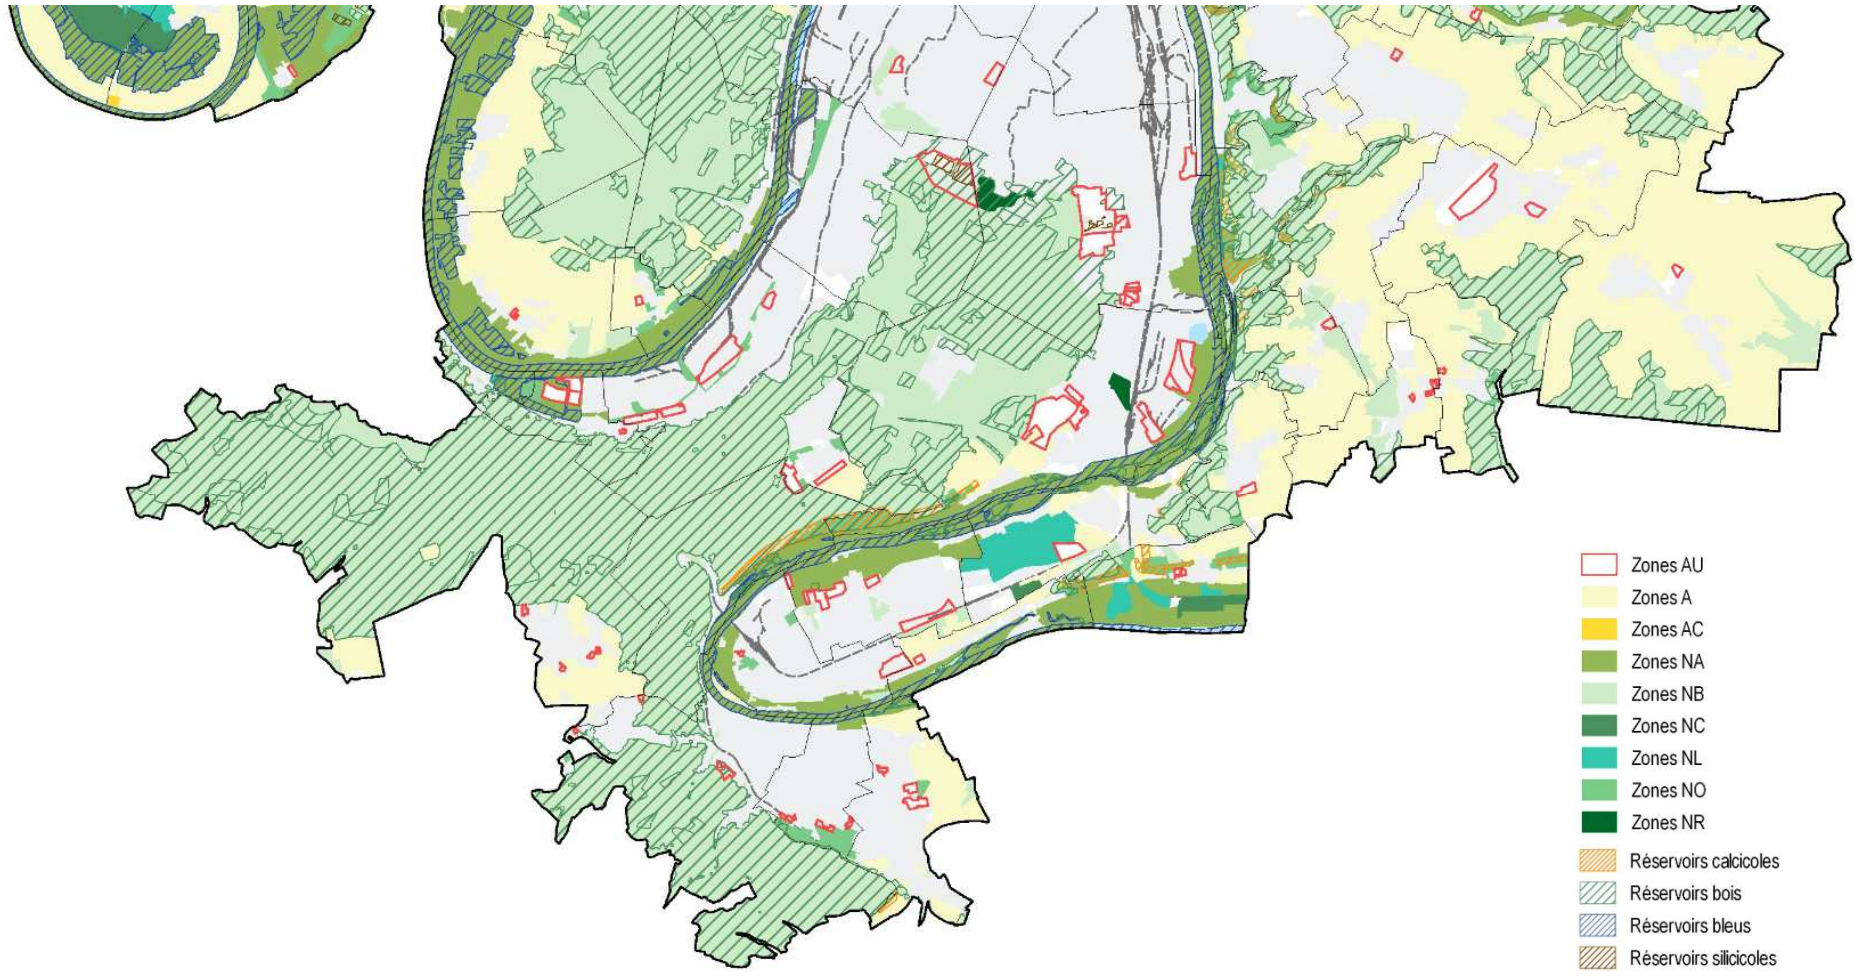 Zones AU
Zones A
Zones AC
Zones NA
Zones NB
Zones NC
Zones NL
Zones NO
Zones NR
Réservoirs calcicoles
Réservoirs bois
Réservoirs bleus
Réservoirs silicicoles